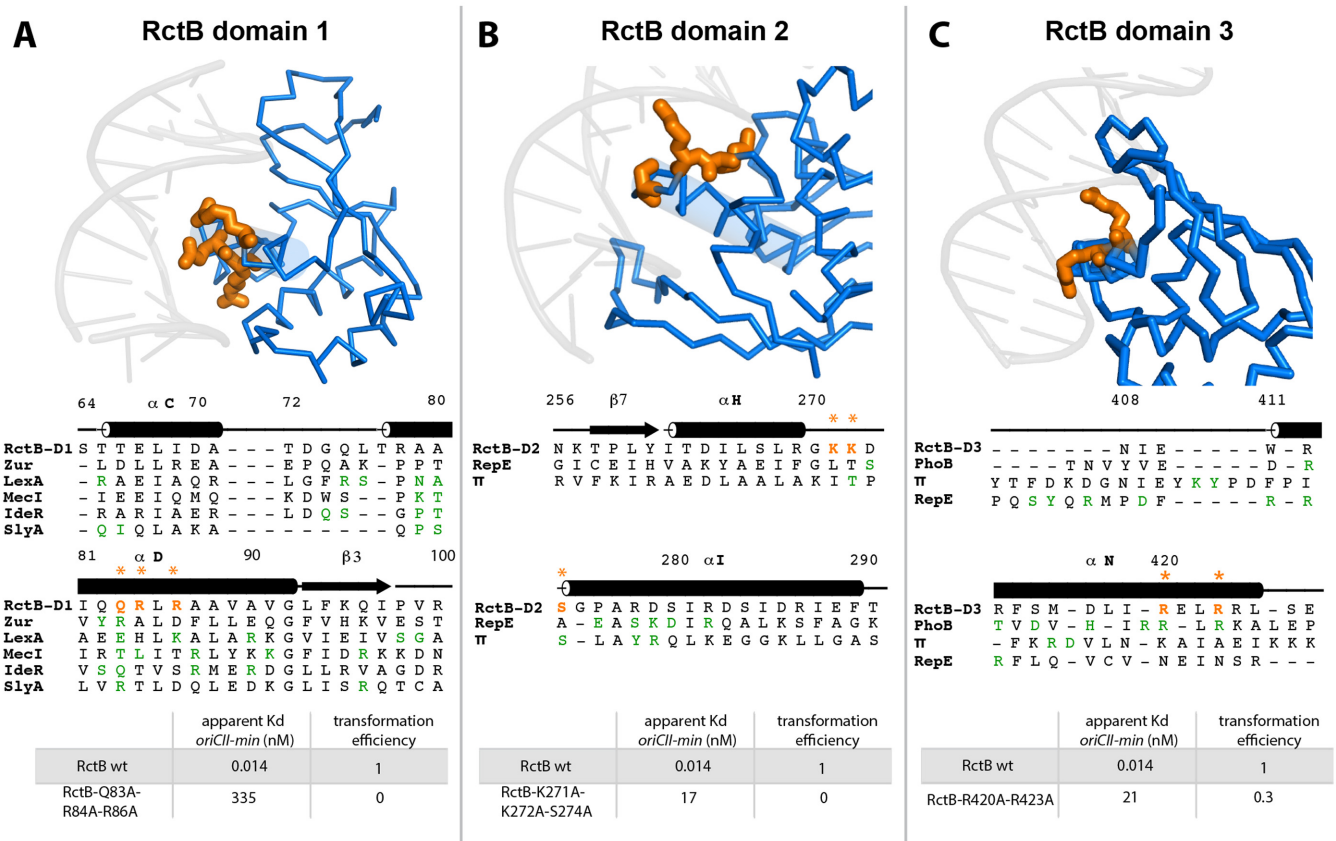 A RctB domain 1
64 α C 70 72 80
RctB-D1 S T T E L I D A - - - T D G Q L T R A A
Zur - L D L L R E A - - - E P Q A K - P P T
LexA - R A E I A Q R - - - L G F R S - P N A
MecI - I E E I Q M Q - - - K D W S - - P K T
IdeR - R A R I A E R - - - L D Q S - - G P T
SlyA - Q I Q L A K A - - - - - - - - - Q P S
81 α D 90 β3 100
* * *
RctB-D1 I Q Q R L R A A V A V G L F K Q I P V R
Zur V Y R A L D F L L E Q G F V H K V E S T
LexA A E E H L K A L A R K G V I E I V S G A
MecI I R T L I T R L Y K K G F I D R K K D N
IdeR V S Q T V S R M E R D G L L R V A G D R
SlyA L V R T L D Q L E D K G L I S R Q T C A
apparent Kd transformation
oriCII-min (nM) efficiency
RctB wt 0.014 1
RctB-Q83A-
R84A-R86A 335 0
B RctB domain 2
256 β7 α H 270
* *
RctB-D2 N K T P L Y I T D I L S L R G K K D
RepE G I C E I H V A K Y A E I F G L T S
π R V F K I R A E D L A A L A K I T P
280 α I 290
*
RctB-D2 S G P A R D S I R D S I D R I E F T
RepE A - E A S K D I R Q A L K S F A G K
π S - L A Y R Q L K E G G K L L G A S
apparent Kd transformation
oriCII-min (nM) efficiency
RctB wt 0.014 1
RctB-K271A-
K272A-S274A 17 0
C RctB domain 3
408 411
RctB-D3 - - - - - - - N I E - - - - - W - R
PhoB - - - - T N V Y V E - - - - - D - R
π Y T F D K D G N I E Y K Y P D F P I
RepE P Q S Y Q R M P D F - - - - - R - R
α N 420
* *
RctB-D3 R F S M - D L I - R E L R R L - S E
PhoB T V D V - H - I R R L - R K A L E P
π - F K R D V L N - K A I A E I K K K
RepE R F L Q - V C V - N E I N S R - - -
apparent Kd transformation
oriCII-min (nM) efficiency
RctB wt 0.014 1
RctB-R420A-R423A 21 0.3